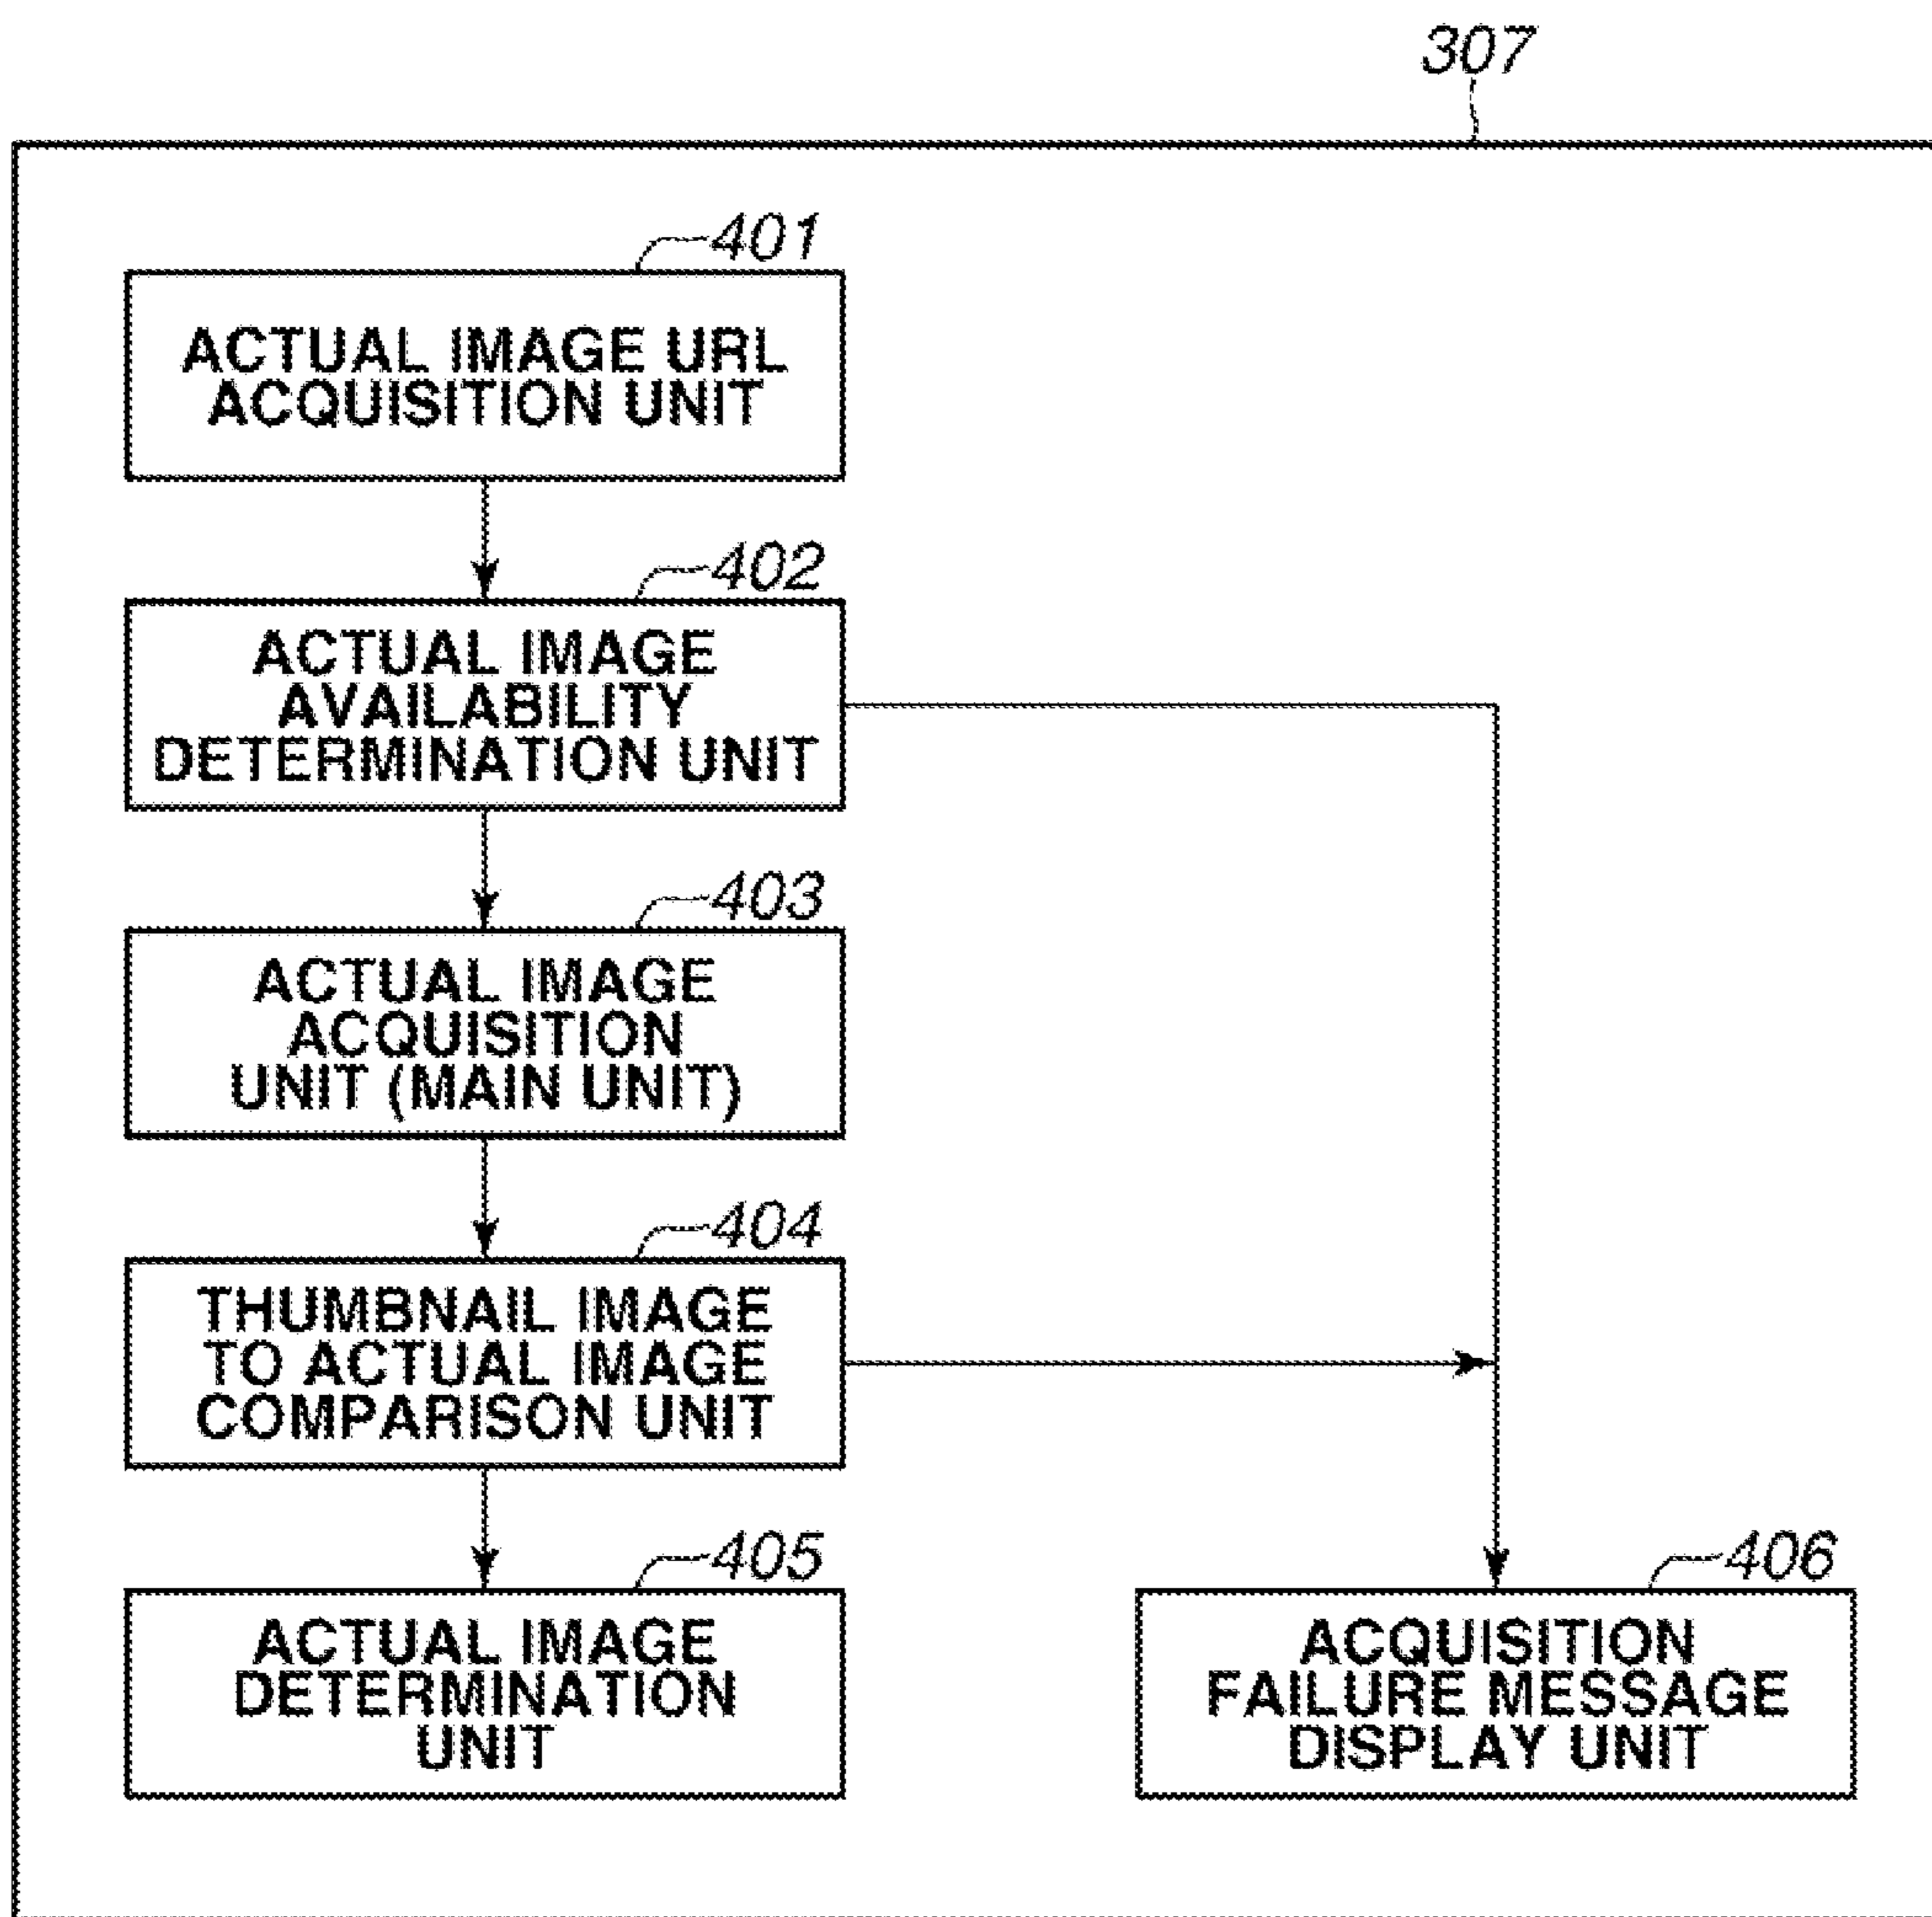 307
401
ACTUAL IMAGE URL
ACQUISITION UNIT
402
ACTUAL IMAGE
AVAILABILITY
DETERMINATION UNIT
403
ACTUAL IMAGE
ACQUISITION
UNIT (MAIN UNIT)
404
THUMBNAIL IMAGE
TO ACTUAL IMAGE
COMPARISON UNIT
405
ACTUAL IMAGE
DETERMINATION
UNIT
406
ACQUISITION
FAILURE MESSAGE
DISPLAY UNIT